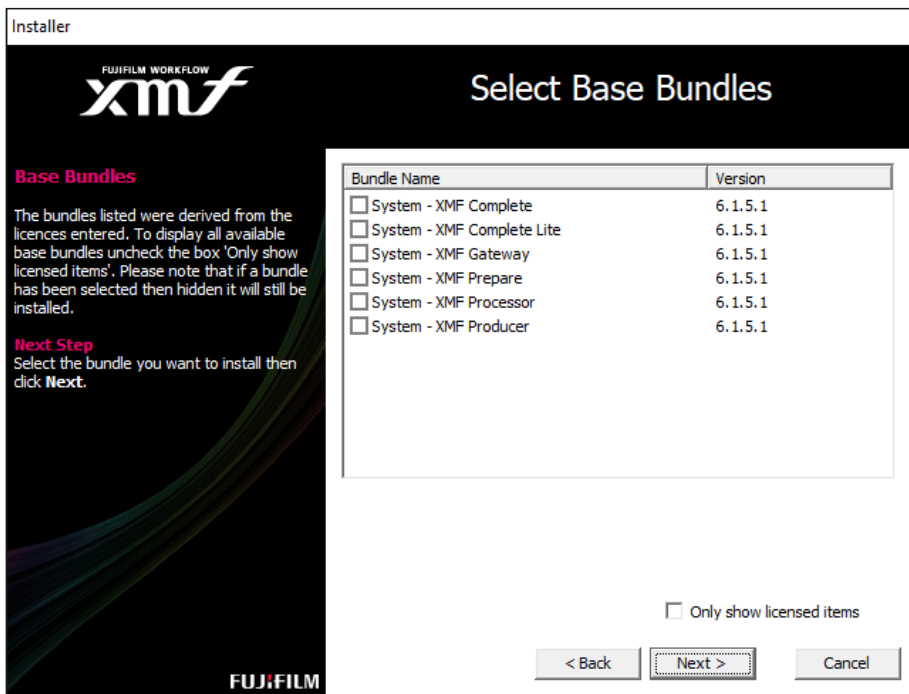 Installer
FUJIFILM WORKFLOW
xmf
Select Base Bundles
Base Bundles
The bundles listed were derived from the
licences entered. To display all available
base bundles uncheck the box 'Only show
licensed items'. Please note that if a bundle
has been selected then hidden it will still be
installed.
Next Step
Select the bundle you want to install then
click Next.
Bundle Name Version
System - XMF Complete 6.1.5.1
System - XMF Complete Lite 6.1.5.1
System - XMF Gateway 6.1.5.1
System - XMF Prepare 6.1.5.1
System - XMF Processor 6.1.5.1
System - XMF Producer 6.1.5.1
Only show licensed items
< Back Next > Cancel
FUJIFILM